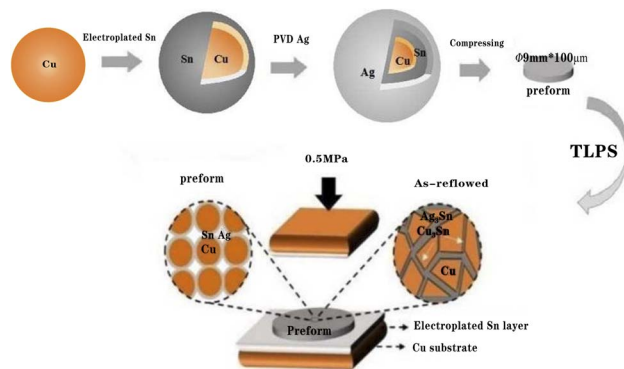 Electroplated Sn
PVD Ag
Compressing
Cu
Sn
Cu
Ag
Sn
Cu
Φ9mm*100μm
preform
TLPS
0.5MPa
preform
As-reflowed
Sn Ag
Cu
Ag3Sn
Cu3Sn
Cu
Preform
Electroplated Sn layer
Cu substrate